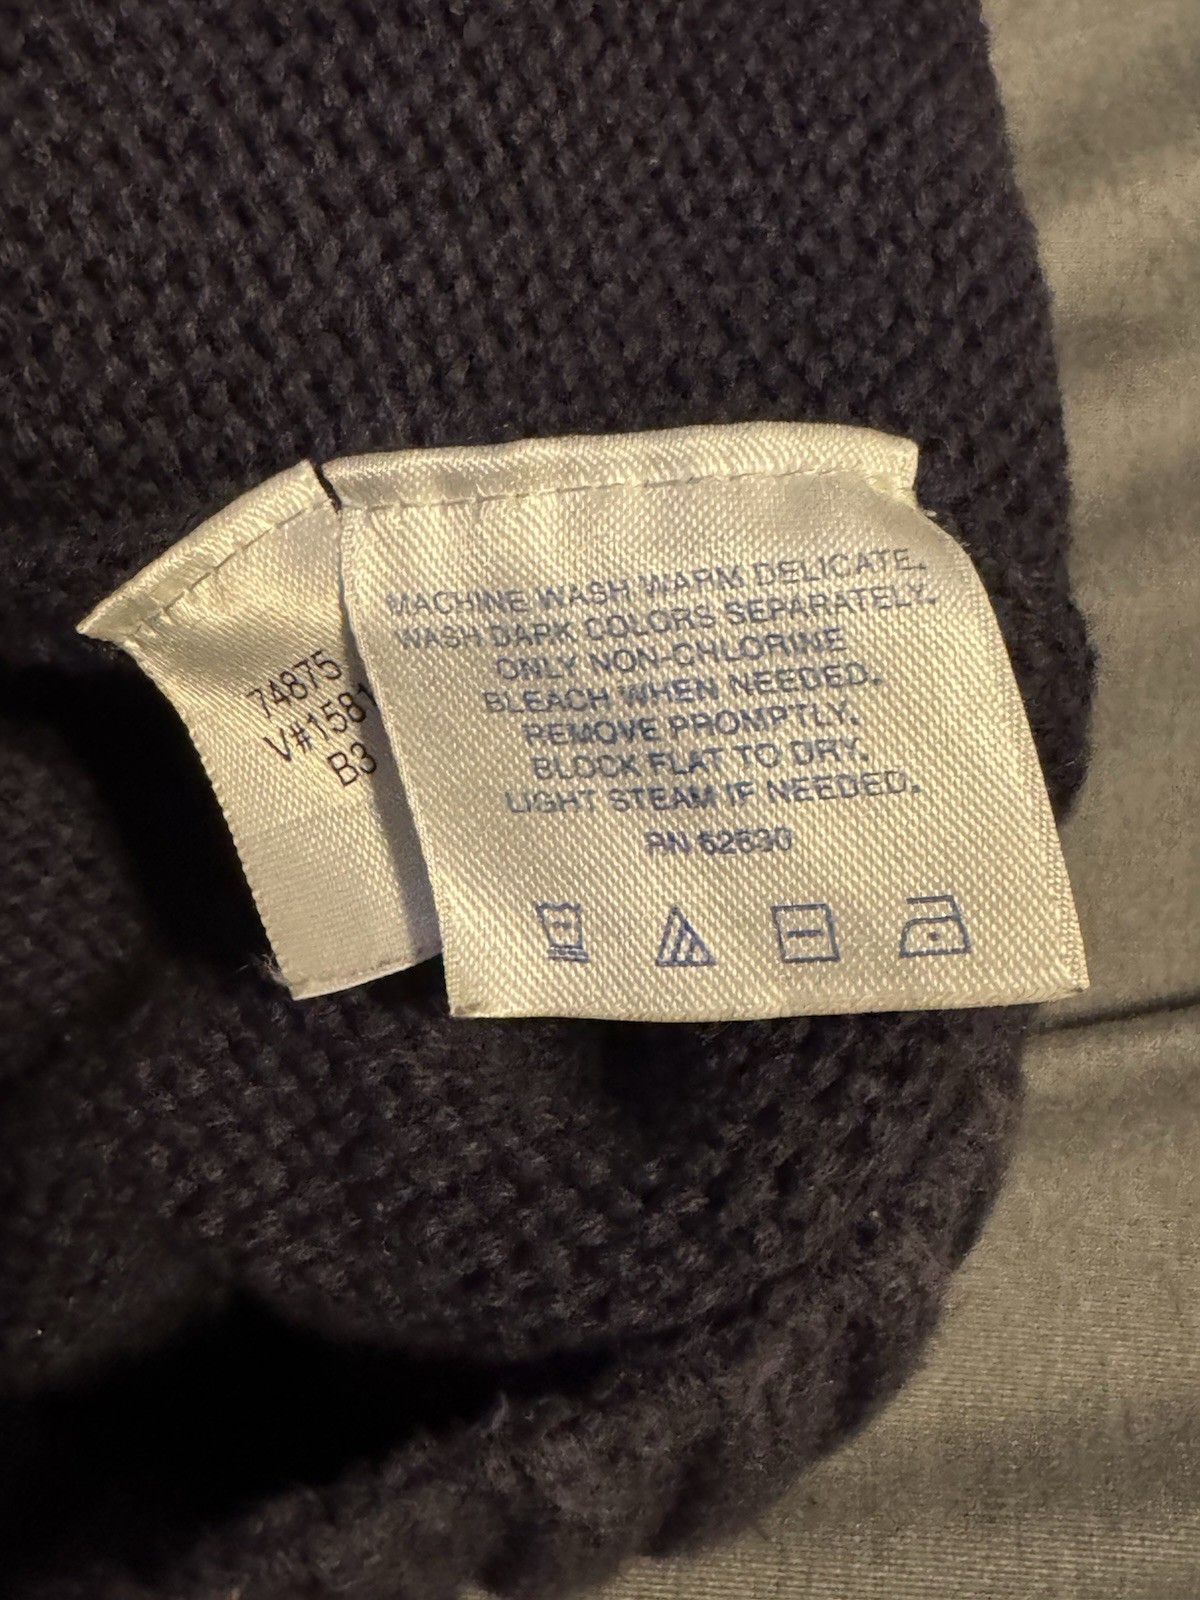 74875
V#1581
B3
MACHINE WASH WARM DELICATE.
WASH DARK COLORS SEPARATELY.
ONLY NON-CHLORINE
BLEACH WHEN NEEDED.
REMOVE PROMPTLY.
BLOCK FLAT TO DRY.
LIGHT STEAM IF NEEDED.
RN